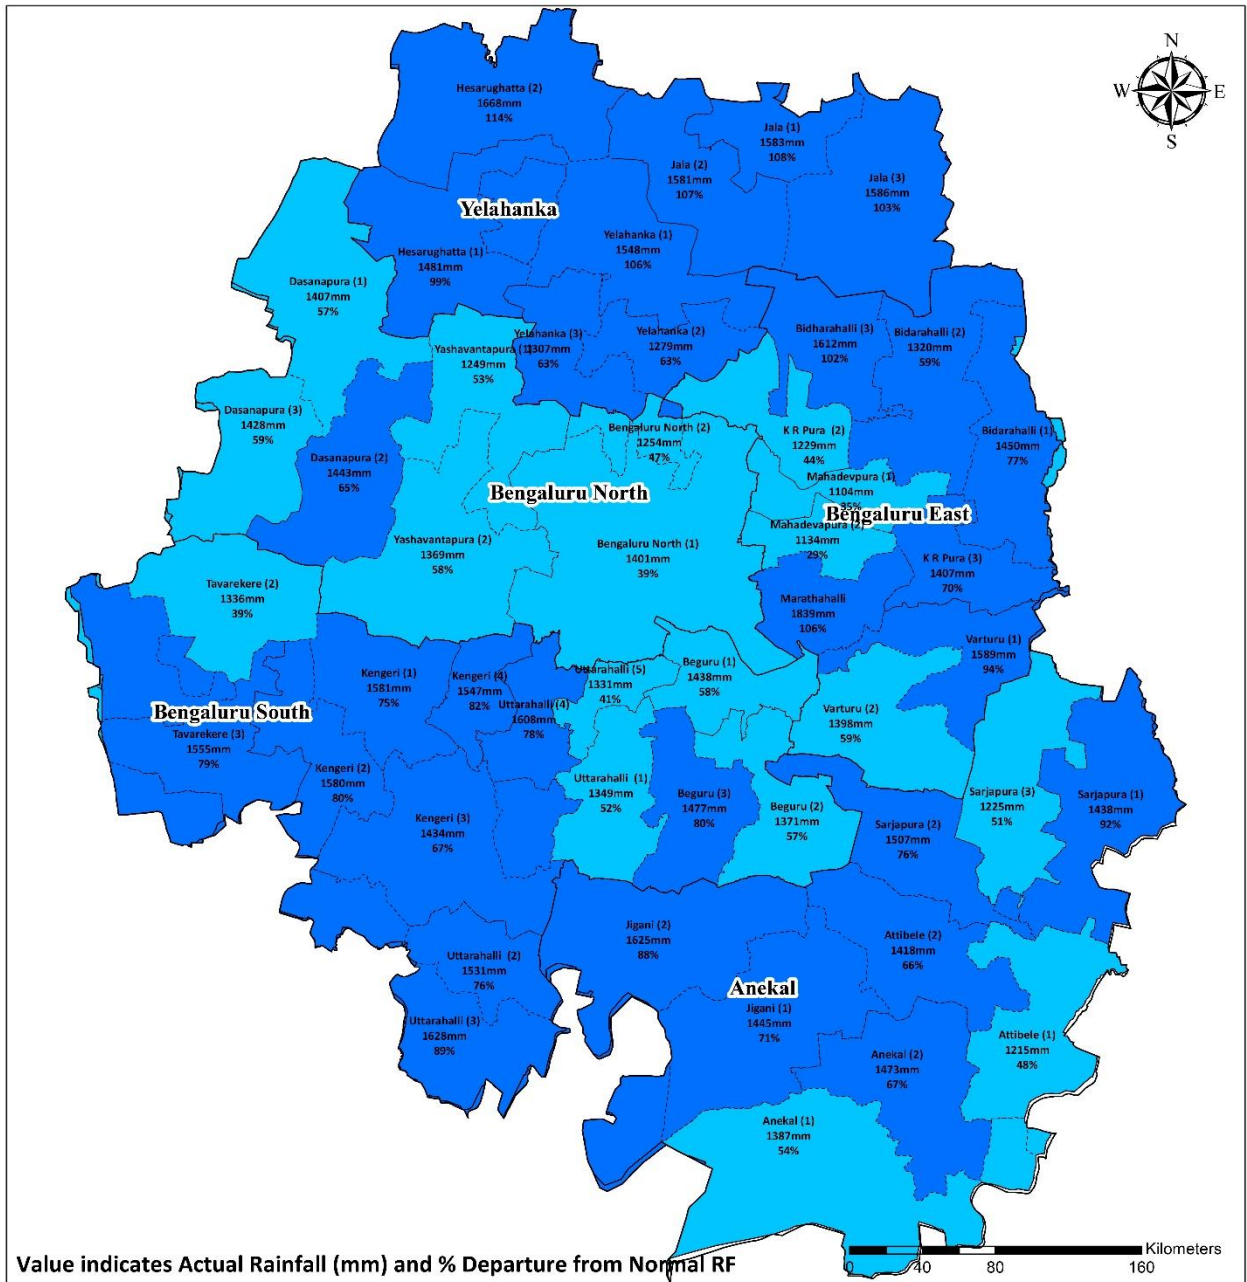 N
W E
S
Hesarughatta (2)
1668mm
114%
Jala (1)
1583mm
108%
Jala (2)
1581mm
107%
Jala (3)
1586mm
103%
Yelahanka
Yelahanka (1)
1548mm
106%
Hesarughatta (1)
1481mm
99%
Dasanapura (1)
1407mm
57%
Yashavantapura (1)
1249mm
53%
Yelahanka (3)
1307mm
63%
Yelahanka (2)
1279mm
63%
Bidharahalli (3)
1612mm
102%
Bidarahalli (2)
1320mm
59%
Dasanapura (3)
1428mm
59%
Dasanapura (2)
1443mm
65%
Bengaluru North (2)
1254mm
47%
K R Pura (2)
1229mm
44%
Bidarahalli (1)
1450mm
77%
Mahadevpura (1)
1104mm
35%
Bengaluru North
Bengaluru East
Mahadevapura (2)
1134mm
29%
Yashavantapura (2)
1369mm
58%
Bengaluru North (1)
1401mm
39%
K R Pura (3)
1407mm
70%
Tavarekere (2)
1336mm
39%
Marathahalli
1839mm
106%
Varturu (1)
1589mm
94%
Kengeri (1)
1581mm
75%
Kengeri (4)
1547mm
82%
Uttarahalli (5)
1331mm
41%
Beguru (1)
1438mm
58%
Uttarahalli (4)
1608mm
78%
Varturu (2)
1398mm
59%
Bengaluru South
Tavarekere (3)
1555mm
79%
Kengeri (2)
1580mm
80%
Uttarahalli (1)
1349mm
52%
Beguru (3)
1477mm
80%
Beguru (2)
1371mm
57%
Sarjapura (3)
1225mm
51%
Sarjapura (1)
1438mm
92%
Kengeri (3)
1434mm
67%
Sarjapura (2)
1507mm
76%
Jigani (2)
1625mm
88%
Attibele (2)
1418mm
66%
Uttarahalli (2)
1531mm
76%
Anekal
Jigani (1)
1445mm
71%
Uttarahalli (3)
1628mm
89%
Attibele (1)
1215mm
48%
Anekal (2)
1473mm
67%
Anekal (1)
1387mm
54%
Kilometers
0 40 80 160
Value indicates Actual Rainfall (mm) and % Departure from Normal RF